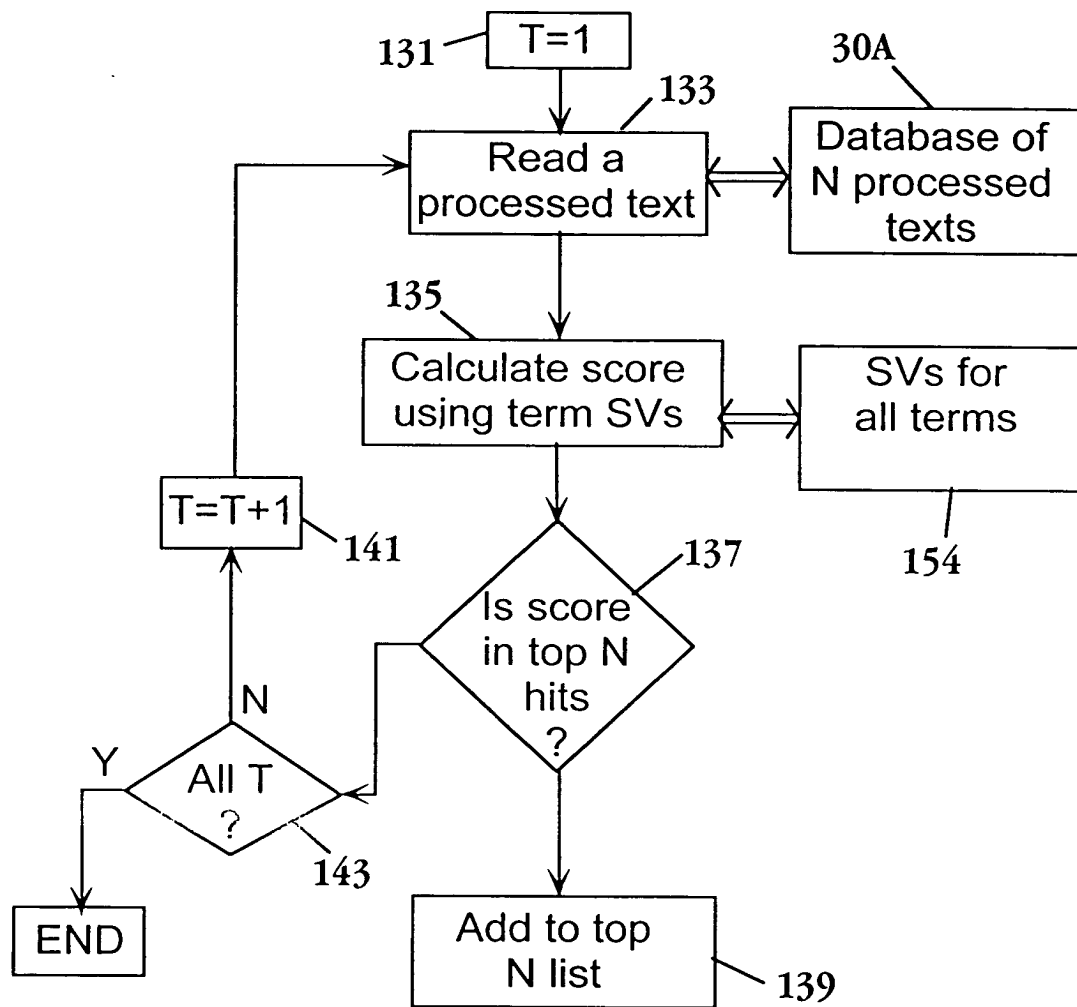 131
T=1
133
30A
Read a
processed text
Database of
N processed
texts
135
Calculate score
using term SVs
SVs for
all terms
154
T=T+1
141
137
Is score
in top N
hits
?
N
Y
All T
?
143
END
Add to top
N list
139